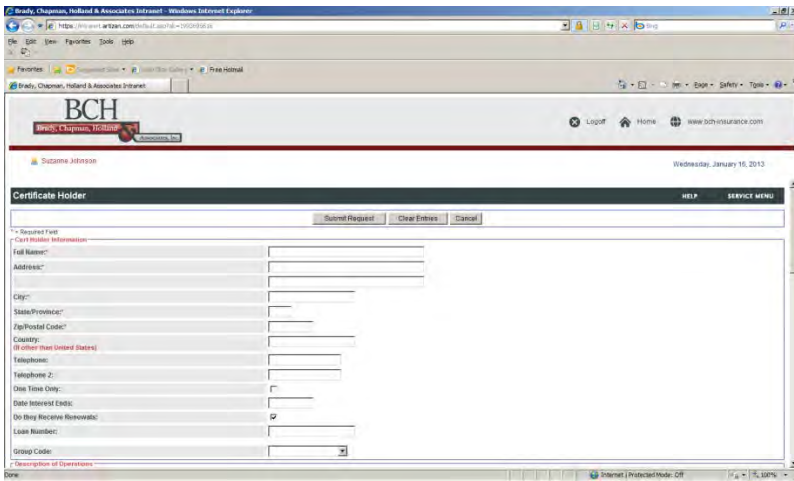 Brady, Chapman, Holland & Associates Intranet - Windows Internet Explorer
Bing
File Edit View Favorites Tools Help
Favorites Free Hotmail
Brady, Chapman, Holland & Associates Intranet Page Safety Tools
BCH
Brady, Chapman, Holland
Associates, Inc.
Logoff Home www.bch-insurance.com
Suzanne Johnson
Wednesday, January 16, 2013
Certificate Holder HELP SERVICE MENU
Submit Request Clear Entries Cancel
* = Required Field
Cert Holder Information
Full Name:*
Address:*
City:*
State/Province:*
Zip/Postal Code:*
Country:
(If other than United States)
Telephone:
Telephone 2:
One Time Only:
Date Interest Ends:
Do they Receive Renewals:
Loan Number:
Group Code:
Description of Operations
Done Internet | Protected Mode: Off 100%